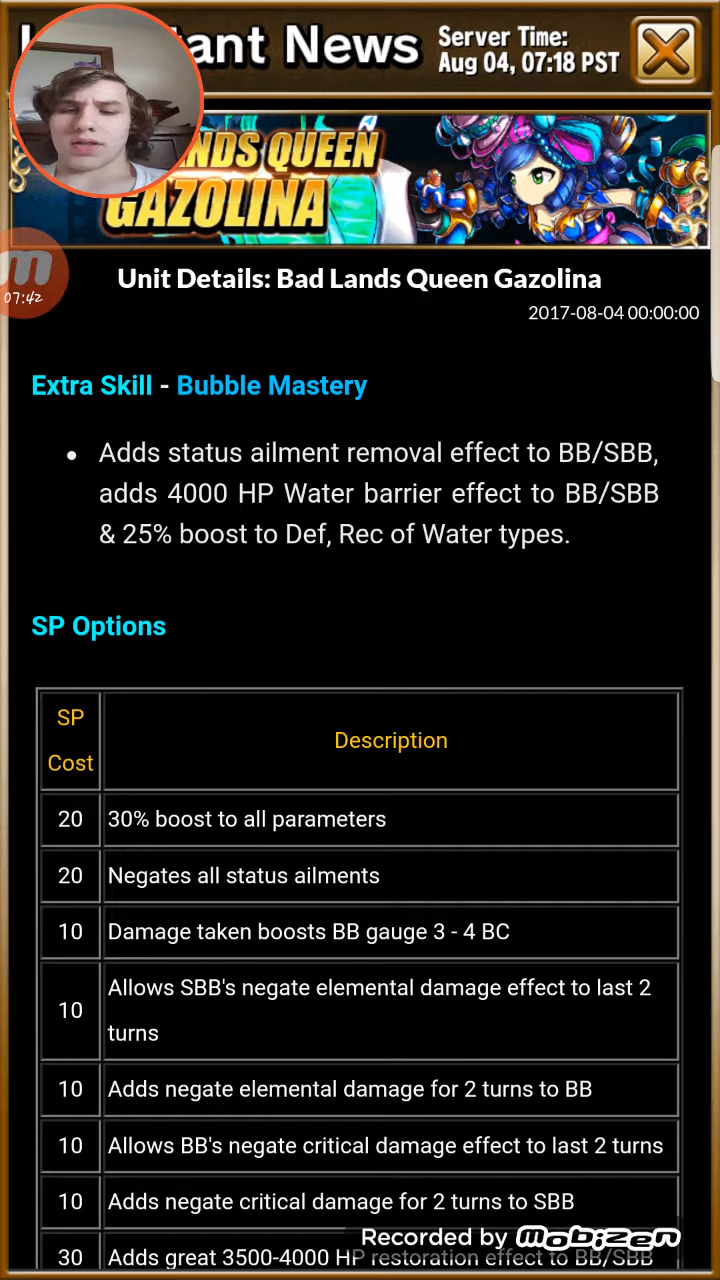 tant News
Server Time:
Aug 04, 07:18 PST
NDS QUEEN
GAZOLINA
07:42
Unit Details: Bad Lands Queen Gazolina
2017-08-04 00:00:00
Extra Skill - Bubble Mastery
• Adds status ailment removal effect to BB/SBB,
adds 4000 HP Water barrier effect to BB/SBB
& 25% boost to Def, Rec of Water types.
SP Options
SP
Cost
Description
20 30% boost to all parameters
20 Negates all status ailments
10 Damage taken boosts BB gauge 3 - 4 BC
10 Allows SBB's negate elemental damage effect to last 2
turns
10 Adds negate elemental damage for 2 turns to BB
10 Allows BB's negate critical damage effect to last 2 turns
10 Adds negate critical damage for 2 turns to SBB
Recorded by Mobizen
30 Adds great 3500-4000 HP restoration effect to BB/SBB